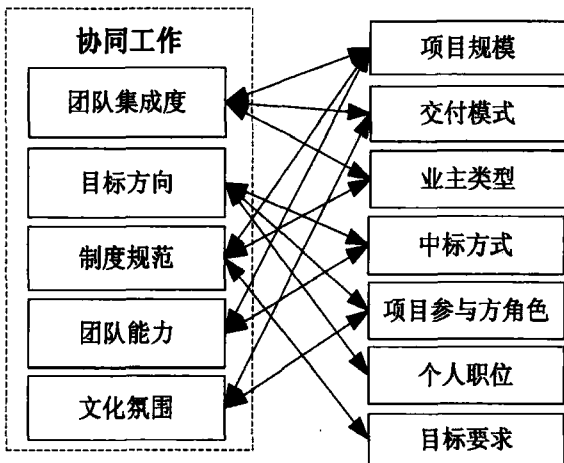 协同工作
团队集成度
目标方向
制度规范
团队能力
文化氛围
项目规模
交付模式
业主类型
中标方式
项目参与方角色
个人职位
目标要求